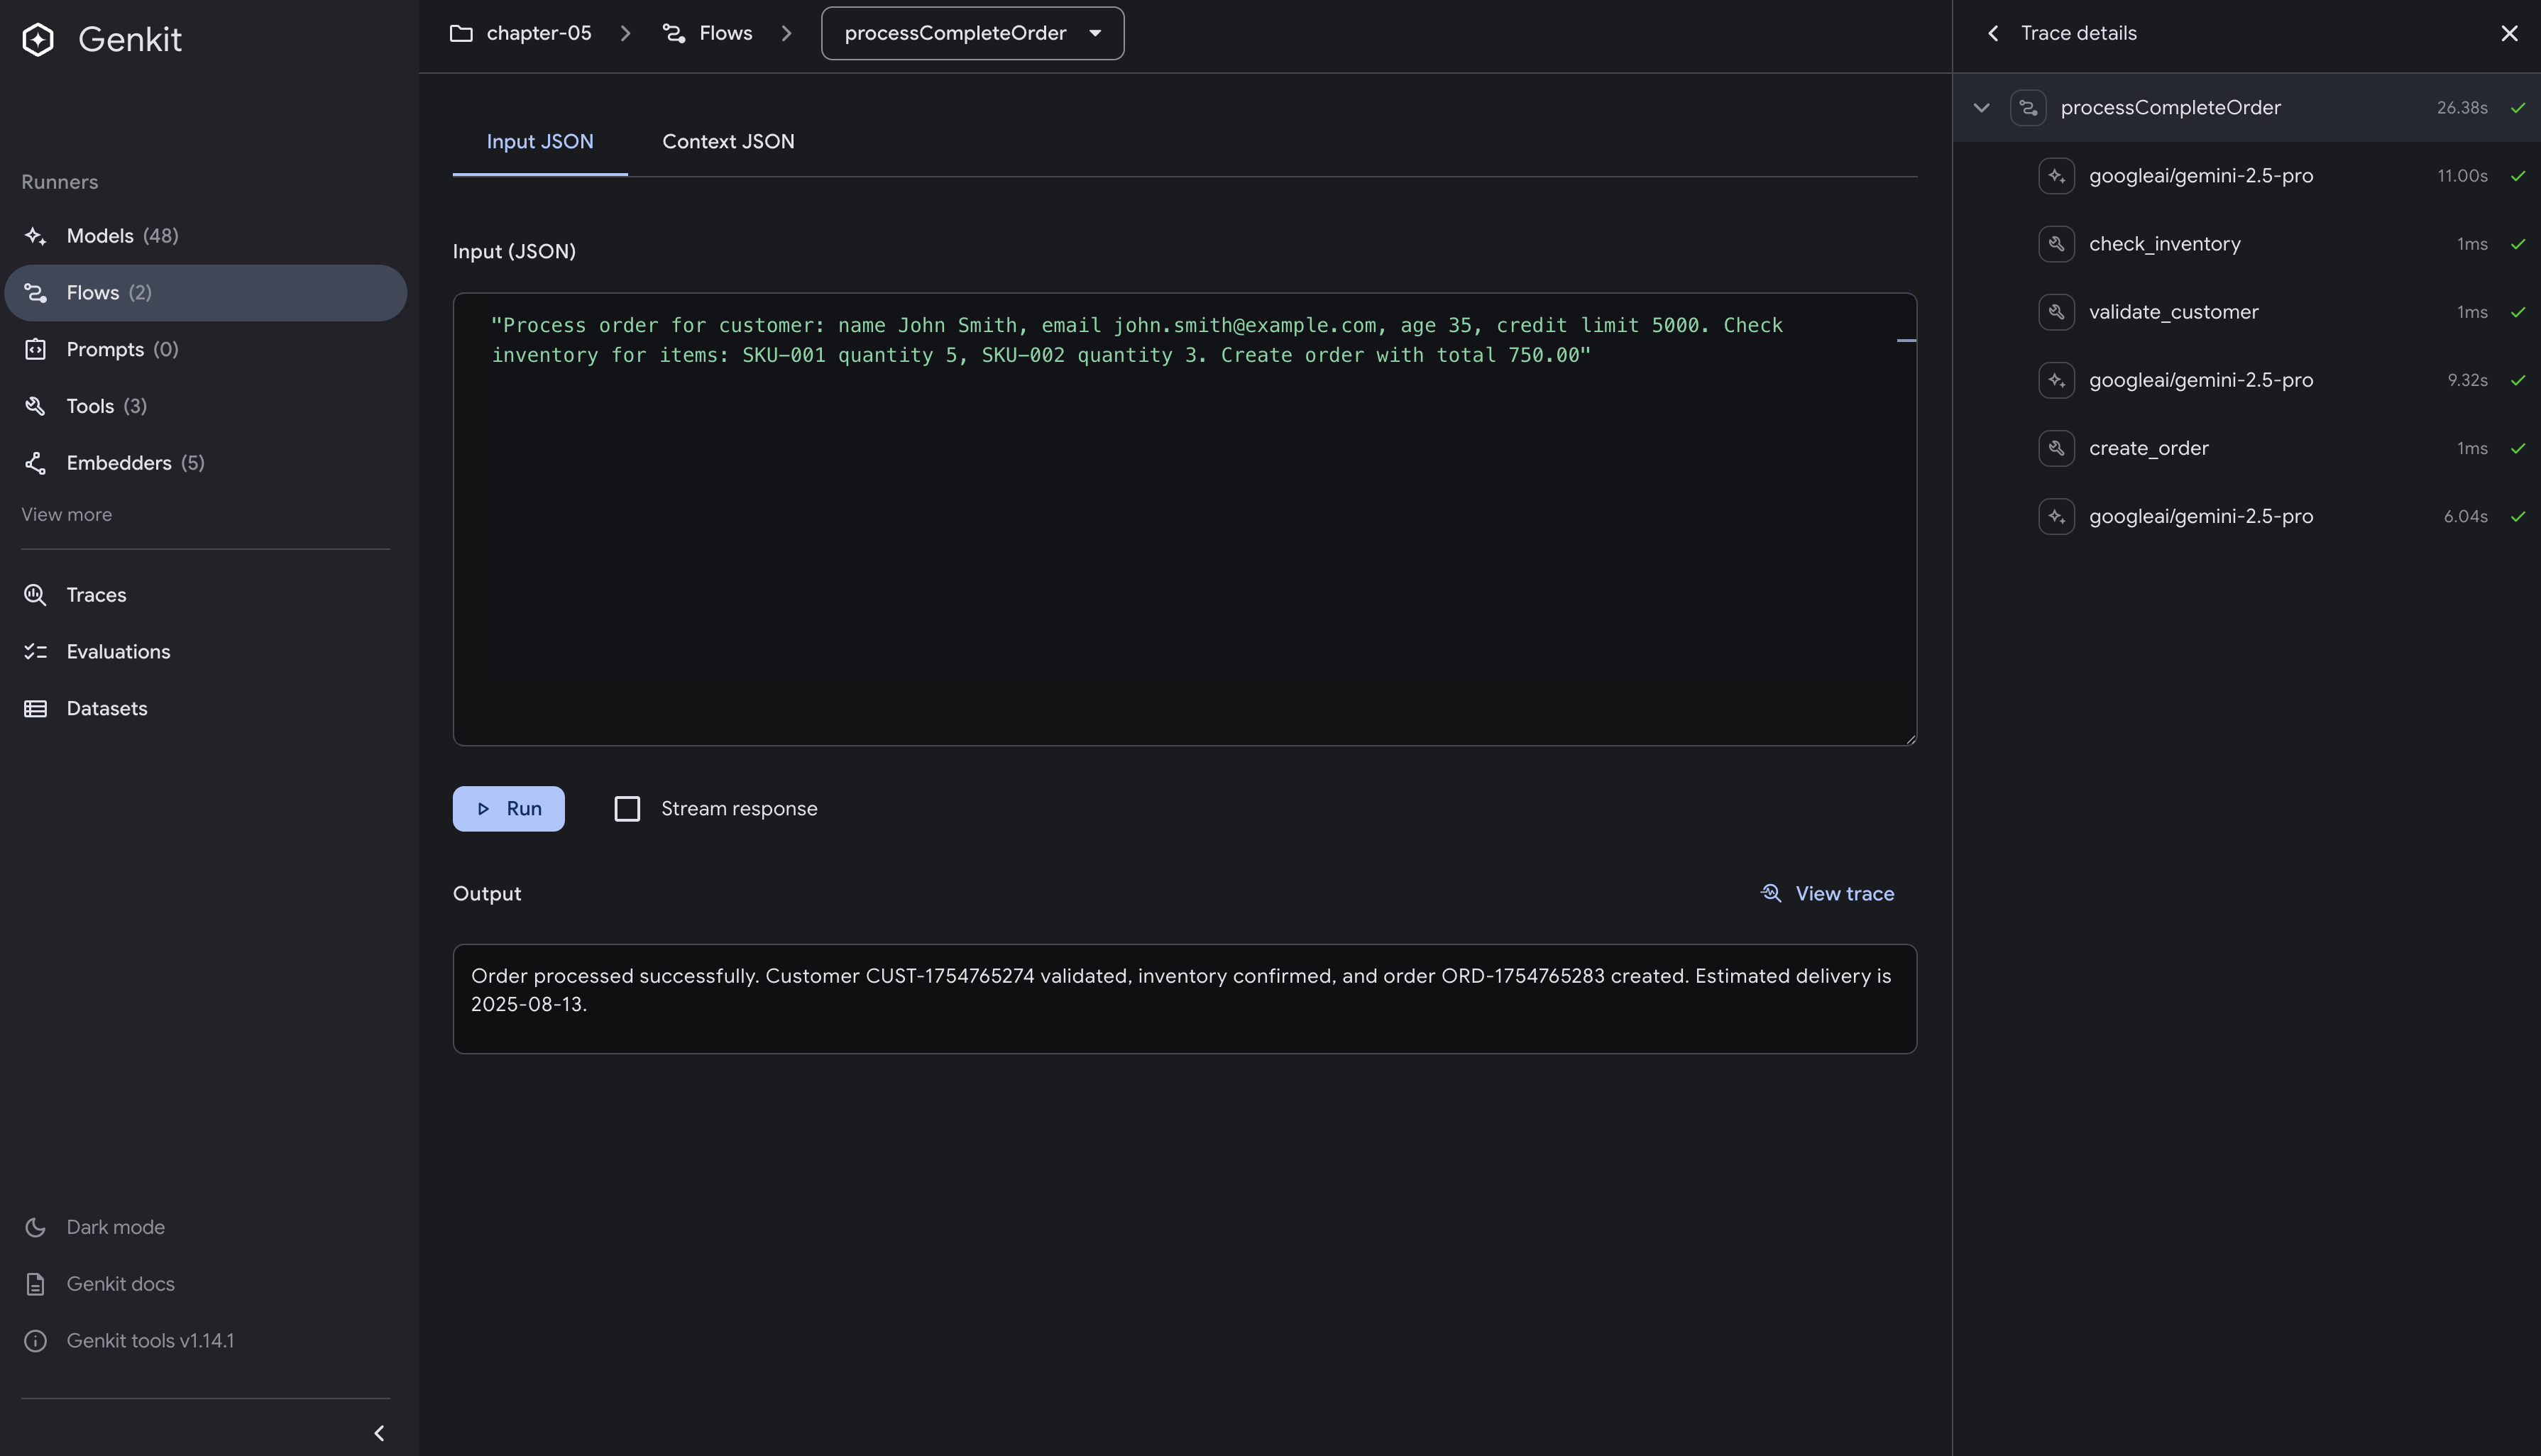 Genkit
Runners
Models (48)
Flows (2)
Prompts (0)
Tools (3)
Embedders (5)
View more
Traces
Evaluations
Datasets
Dark mode
Genkit docs
Genkit tools v1.14.1
chapter-05
Flows
processCompleteOrder
Input JSON
Context JSON
Input (JSON)
"Process order for customer: name John Smith, email john.smith@example.com, age 35, credit limit 5000. Check
inventory for items: SKU-001 quantity 5, SKU-002 quantity 3. Create order with total 750.00"
Run
Stream response
Output
View trace
Order processed successfully. Customer CUST-1754765274 validated, inventory confirmed, and order ORD-1754765283 created. Estimated delivery is
2025-08-13.
Trace details
processCompleteOrder 26.38s
googleai/gemini-2.5-pro 11.00s
check_inventory 1ms
validate_customer 1ms
googleai/gemini-2.5-pro 9.32s
create_order 1ms
googleai/gemini-2.5-pro 6.04s